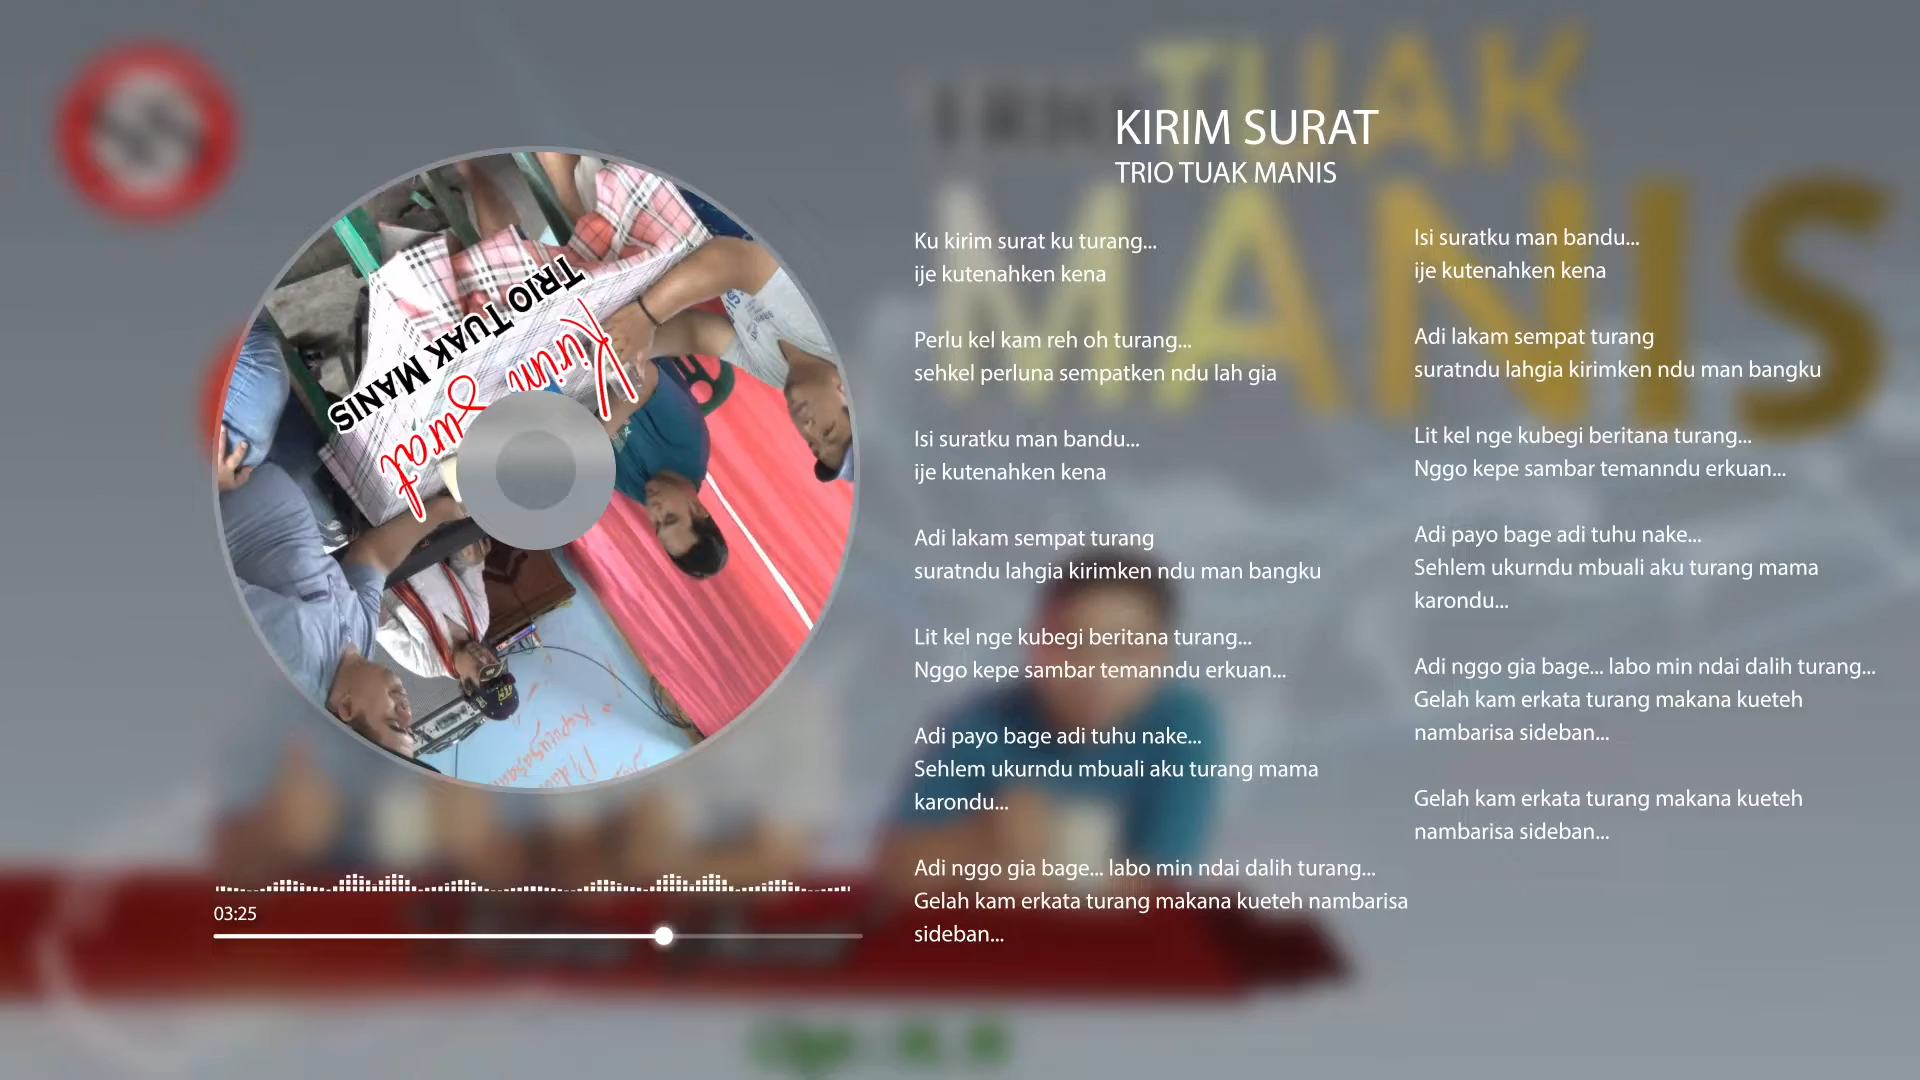 TUAK
MANIS
KIRIM SURAT
TRIO TUAK MANIS
TRIO TUAK MANIS
Kirim Surat
Ku kirim surat ku turang...
ije kutenahken kena
Perlu kel kam reh oh turang...
sehkel perluna sempatken ndu lah gia
Isi suratku man bandu...
ije kutenahken kena
Adi lakam sempat turang
suratndu lahgia kirimken ndu man bangku
Lit kel nge kubegi beritana turang...
Nggo kepe sambar temanndu erkuan...
Adi payo bage adi tuhu nake...
Sehlem ukurndu mbuali aku turang mama
karondu...
Adi nggo gia bage... labo min ndai dalih turang...
Gelah kam erkata turang makana kueteh nambarisa
sideban...
Isi suratku man bandu...
ije kutenahken kena
Adi lakam sempat turang
suratndu lahgia kirimken ndu man bangku
Lit kel nge kubegi beritana turang...
Nggo kepe sambar temanndu erkuan...
Adi payo bage adi tuhu nake...
Sehlem ukurndu mbuali aku turang mama
karondu...
Adi nggo gia bage... labo min ndai dalih turang...
Gelah kam erkata turang makana kueteh
nambarisa sideban...
Gelah kam erkata turang makana kueteh
nambarisa sideban...
03:25